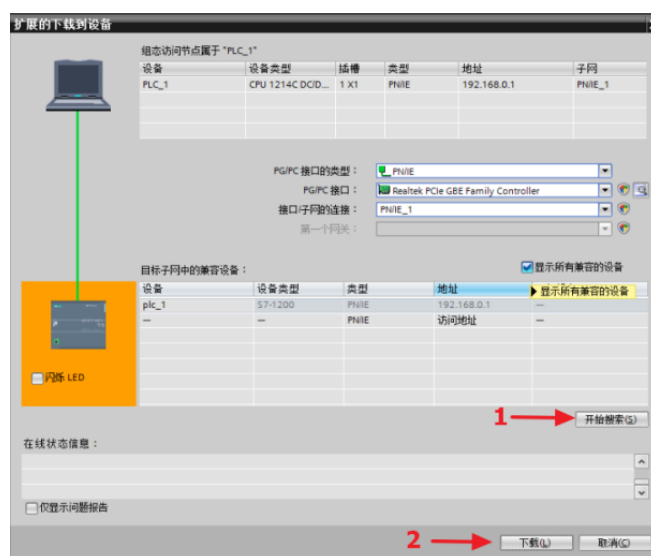 扩展的下载到设备
组态访问节点属于 "PLC_1"
设备 设备类型 插槽 类型 地址 子网
PLC_1 CPU 1214C DC/D... 1 X1 PN/IE 192.168.0.1 PN/IE_1
PG/PC 接口的类型： PN/IE
PG/PC 接口： Realtek PCIe GBE Family Controller
接口/子网的连接： PN/IE_1
第一个网关：
目标子网中的兼容设备： 显示所有兼容的设备
设备 设备类型 类型 地址 显示所有兼容的设备
plc_1 S7-1200 PN/IE 192.168.0.1 —
— — PN/IE 访问地址 —
闪烁 LED
1 开始搜索(S)
在线状态信息：
仅显示问题报告
2 下载(L) 取消(C)